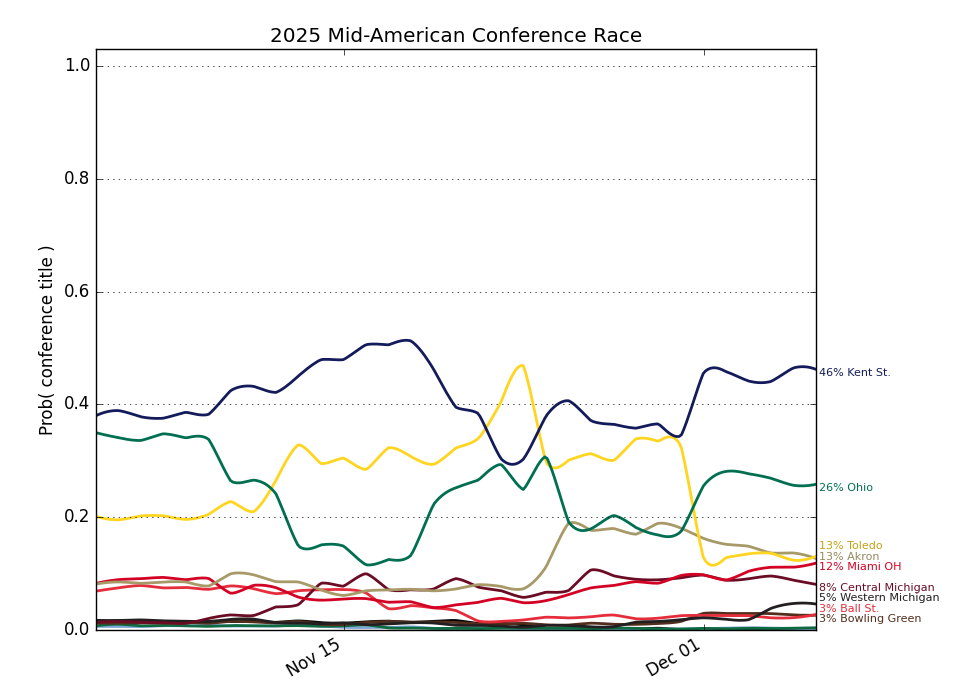 2025 Mid-American Conference Race
Prob( conference title )
1.0
0.8
0.6
0.4
0.2
0.0
Nov 15
Dec 01
46% Kent St.
26% Ohio
13% Toledo
13% Akron
12% Miami OH
8% Central Michigan
5% Western Michigan
3% Ball St.
3% Bowling Green